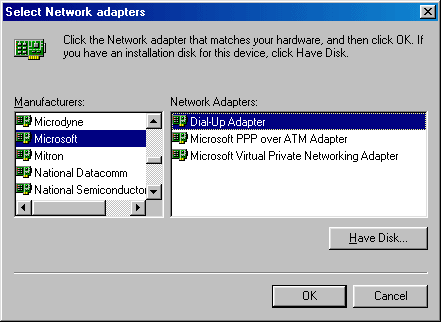 Select Network adapters
Click the Network adapter that matches your hardware, and then click OK. If
you have an installation disk for this device, click Have Disk.
Manufacturers:
Microdyne
Microsoft
Mitron
National Datacomm
National Semiconductor
Network Adapters:
Dial-Up Adapter
Microsoft PPP over ATM Adapter
Microsoft Virtual Private Networking Adapter
Have Disk...
OK
Cancel